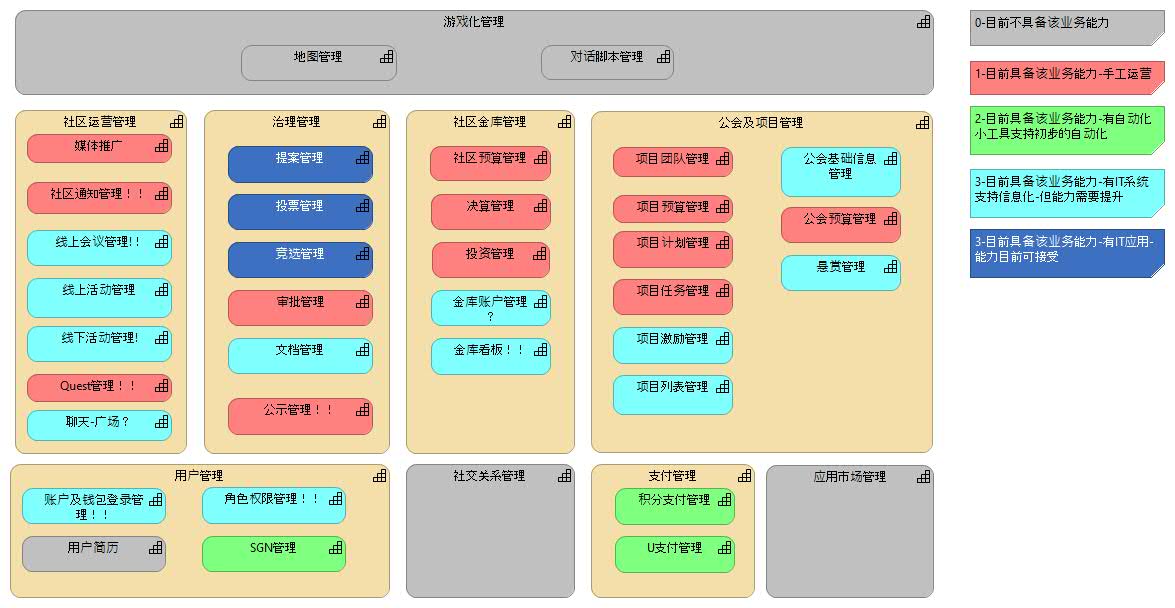 游戏化管理
地图管理
对话脚本管理
0-目前不具备该业务能力
1-目前具备该业务能力-手工运营
2-目前具备该业务能力-有自动化
小工具支持初步的自动化
3-目前具备该业务能力-有IT系统
支持信息化-但能力需要提升
3-目前具备该业务能力-有IT应用-
能力目前可接受
社区运营管理
媒体推广
社区通知管理！！
线上会议管理!!
线上活动管理
线下活动管理!
Quest管理！！
聊天-广场？
治理管理
提案管理
投票管理
竞选管理
审批管理
文档管理
公示管理！！
社区金库管理
社区预算管理
决算管理
投资管理
金库账户管理
？
金库看板！！
公会及项目管理
项目团队管理
项目预算管理
项目计划管理
项目任务管理
项目激励管理
项目列表管理
公会基础信息
管理
公会预算管理
悬赏管理
用户管理
账户及钱包登录管
理！！
角色权限管理！！
用户简历
SGN管理
社交关系管理
支付管理
积分支付管理
U支付管理
应用市场管理